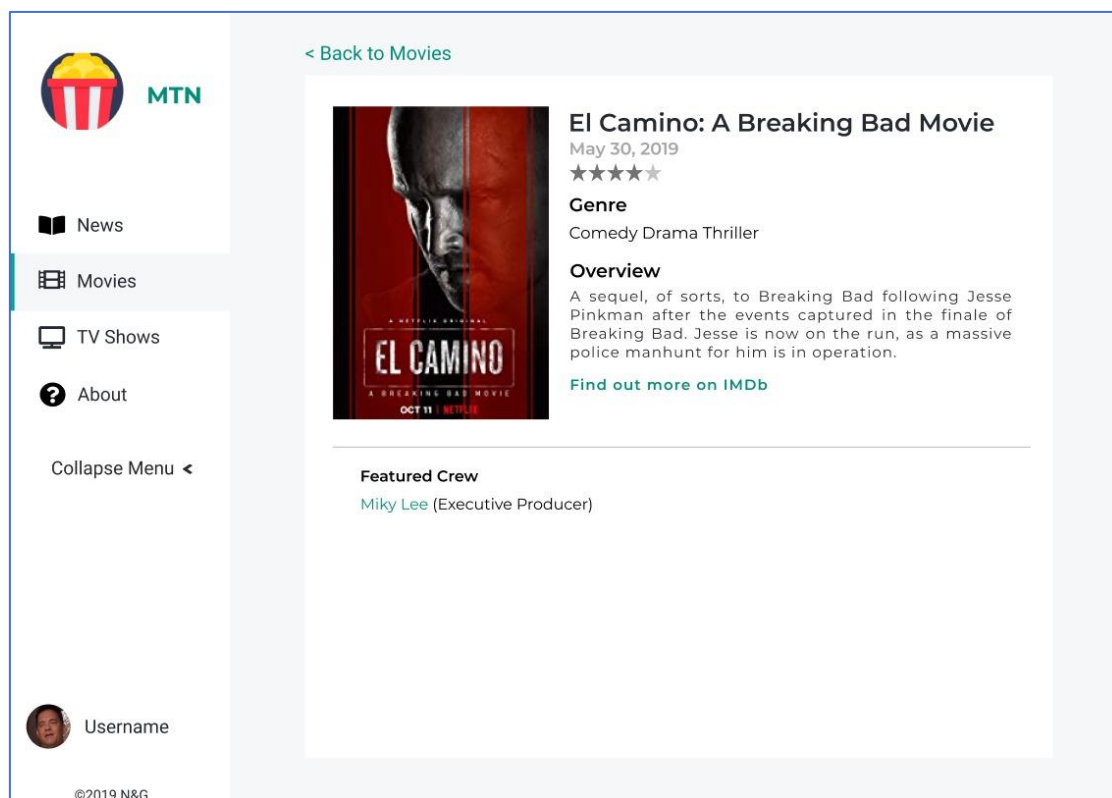 MTN
News
Movies
TV Shows
About
Collapse Menu <
Username
©2019 N&G
< Back to Movies
A NETFLIX ORIGINAL
EL CAMINO
A BREAKING BAD MOVIE
OCT 11 | NETFLIX
El Camino: A Breaking Bad Movie
May 30, 2019
Genre
Comedy Drama Thriller
Overview
A sequel, of sorts, to Breaking Bad following Jesse
Pinkman after the events captured in the finale of
Breaking Bad. Jesse is now on the run, as a massive
police manhunt for him is in operation.
Find out more on IMDb
Featured Crew
Miky Lee (Executive Producer)